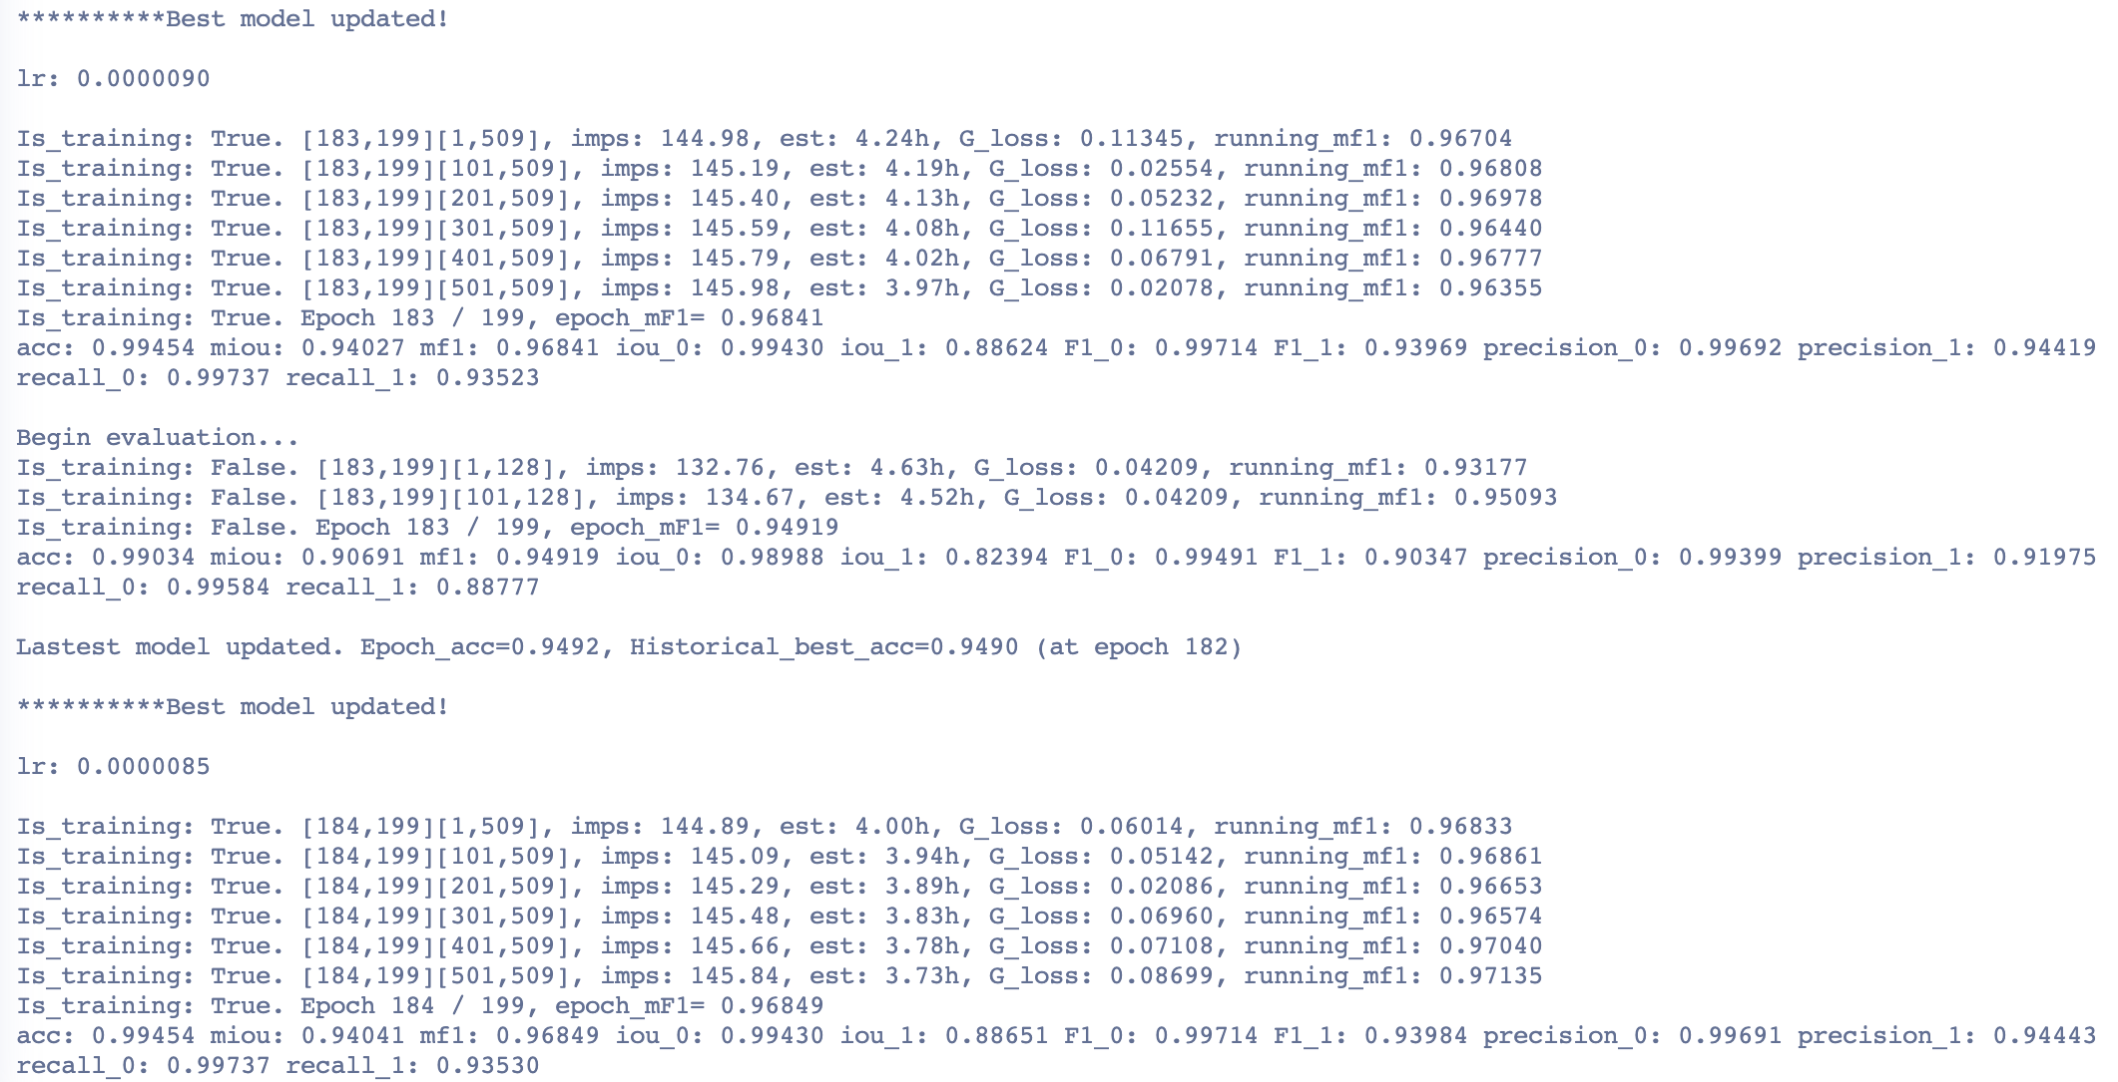 **********Best model updated!
lr: 0.0000090
Is_training: True. [183,199][1,509], imps: 144.98, est: 4.24h, G_loss: 0.11345, running_mf1: 0.96704
Is_training: True. [183,199][101,509], imps: 145.19, est: 4.19h, G_loss: 0.02554, running_mf1: 0.96808
Is_training: True. [183,199][201,509], imps: 145.40, est: 4.13h, G_loss: 0.05232, running_mf1: 0.96978
Is_training: True. [183,199][301,509], imps: 145.59, est: 4.08h, G_loss: 0.11655, running_mf1: 0.96440
Is_training: True. [183,199][401,509], imps: 145.79, est: 4.02h, G_loss: 0.06791, running_mf1: 0.96777
Is_training: True. [183,199][501,509], imps: 145.98, est: 3.97h, G_loss: 0.02078, running_mf1: 0.96355
Is_training: True. Epoch 183 / 199, epoch_mF1= 0.96841
acc: 0.99454 miou: 0.94027 mf1: 0.96841 iou_0: 0.99430 iou_1: 0.88624 F1_0: 0.99714 F1_1: 0.93969 precision_0: 0.99692 precision_1: 0.94419
recall_0: 0.99737 recall_1: 0.93523
Begin evaluation...
Is_training: False. [183,199][1,128], imps: 132.76, est: 4.63h, G_loss: 0.04209, running_mf1: 0.93177
Is_training: False. [183,199][101,128], imps: 134.67, est: 4.52h, G_loss: 0.04209, running_mf1: 0.95093
Is_training: False. Epoch 183 / 199, epoch_mF1= 0.94919
acc: 0.99034 miou: 0.90691 mf1: 0.94919 iou_0: 0.98988 iou_1: 0.82394 F1_0: 0.99491 F1_1: 0.90347 precision_0: 0.99399 precision_1: 0.91975
recall_0: 0.99584 recall_1: 0.88777
Lastest model updated. Epoch_acc=0.9492, Historical_best_acc=0.9490 (at epoch 182)
**********Best model updated!
lr: 0.0000085
Is_training: True. [184,199][1,509], imps: 144.89, est: 4.00h, G_loss: 0.06014, running_mf1: 0.96833
Is_training: True. [184,199][101,509], imps: 145.09, est: 3.94h, G_loss: 0.05142, running_mf1: 0.96861
Is_training: True. [184,199][201,509], imps: 145.29, est: 3.89h, G_loss: 0.02086, running_mf1: 0.96653
Is_training: True. [184,199][301,509], imps: 145.48, est: 3.83h, G_loss: 0.06960, running_mf1: 0.96574
Is_training: True. [184,199][401,509], imps: 145.66, est: 3.78h, G_loss: 0.07108, running_mf1: 0.97040
Is_training: True. [184,199][501,509], imps: 145.84, est: 3.73h, G_loss: 0.08699, running_mf1: 0.97135
Is_training: True. Epoch 184 / 199, epoch_mF1= 0.96849
acc: 0.99454 miou: 0.94041 mf1: 0.96849 iou_0: 0.99430 iou_1: 0.88651 F1_0: 0.99714 F1_1: 0.93984 precision_0: 0.99691 precision_1: 0.94443
recall_0: 0.99737 recall_1: 0.93530